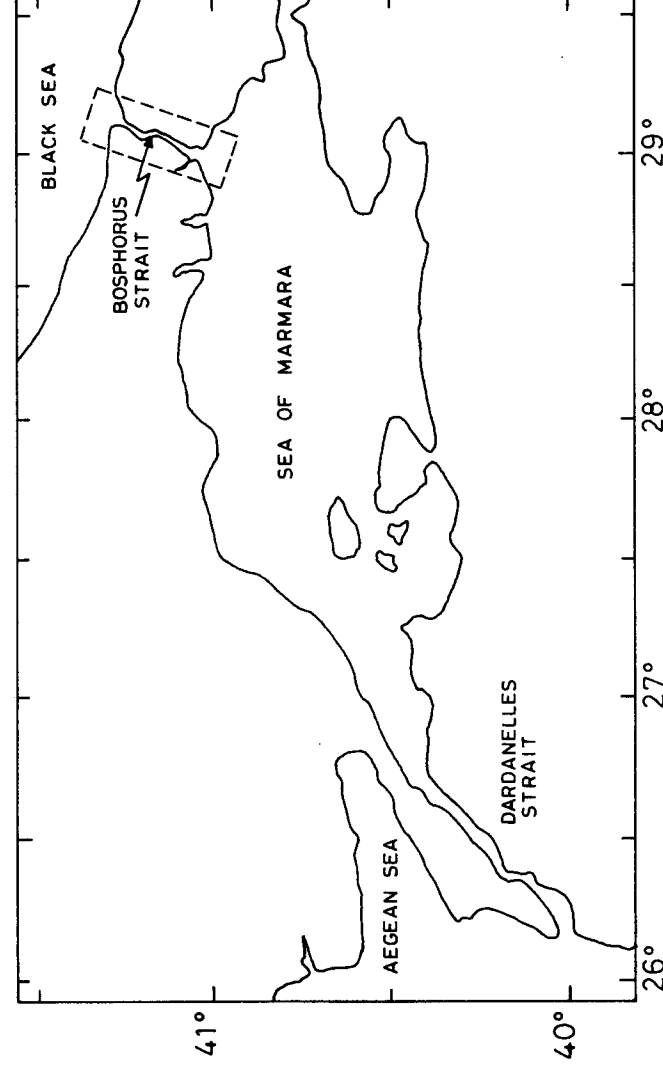 BLACK SEA
BOSPHORUS
STRAIT
SEA OF MARMARA
AEGEAN SEA
DARDANELLES
STRAIT
41°
40°
26°
27°
28°
29°